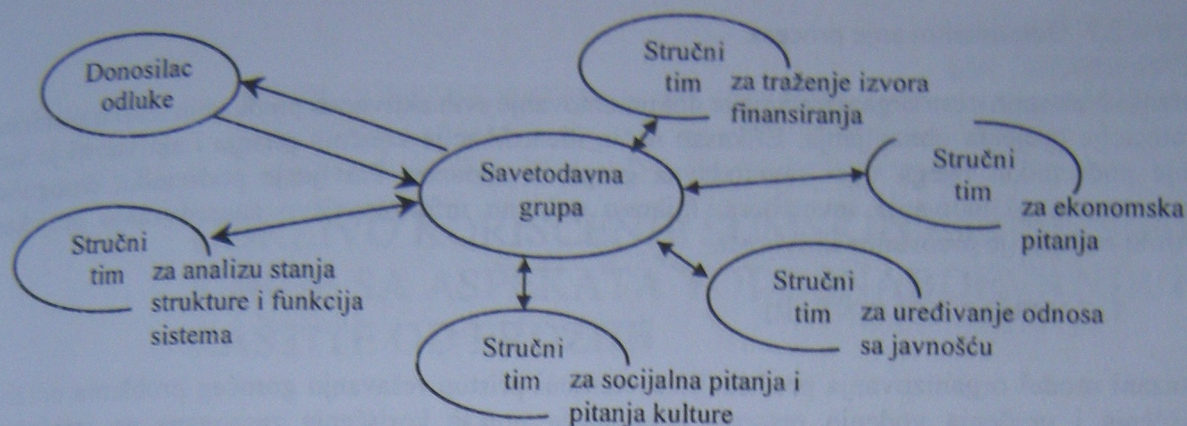 Donosilac
odluke
Stručni
tim za traženje izvora
finansiranja
Savetodavna
grupa
Stručni
tim
za ekonomska
pitanja
Stručni
tim za analizu stanja
strukture i funkcija
sistema
Stručni
tim za uređivanje odnosa
sa javnošću
Stručni
tim za socijalna pitanja i
pitanja kulture